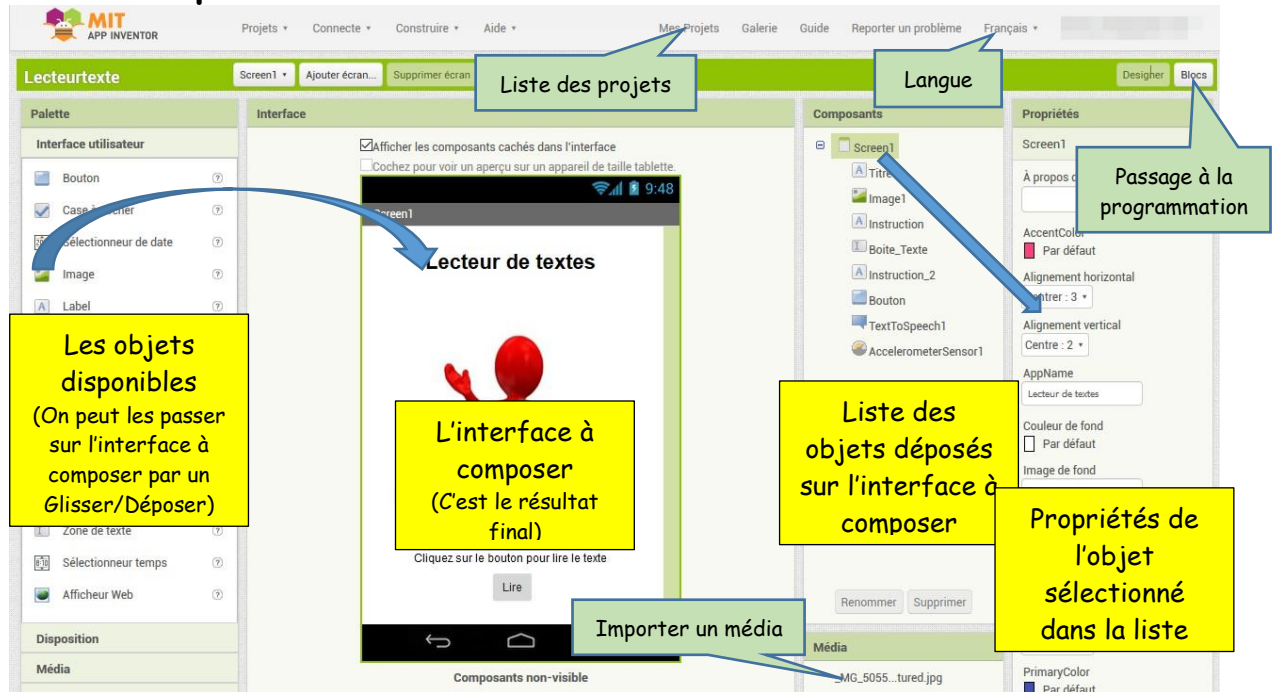 MIT
APP INVENTOR
Projets Connecte Construire Aide Mes Projets Galerie Guide Reporter un problème Français
Lecteurtexte
Screen1 Ajouter écran... Supprimer écran
Liste des projets
Langue
Designer Blocs
Passage à la
programmation
Palette
Interface utilisateur
Bouton
Case à cocher
Sélectionneur de date
Image
Label
Les objets
disponibles
(On peut les passer
sur l'interface à
composer par un
Glisser/Déposer)
Zone de texte
Sélectionneur temps
Afficheur Web
Disposition
Média
Interface
Afficher les composants cachés dans l'interface
Cochez pour voir un aperçu sur un appareil de taille tablette.
9:48
Screen1
Lecteur de textes
L'interface à
composer
(C'est le résultat
final)
Cliquez sur le bouton pour lire le texte
Lire
Composants non-visible
Composants
Screen1
Titre
Image1
Instruction
Boite_Texte
Instruction_2
Bouton
TextToSpeech1
AccelerometerSensor1
Liste des
objets déposés
sur l'interface à
composer
Renommer Supprimer
Importer un média
Média
_MG_5055...tured.jpg
Propriétés
Screen1
À propos
AccentColor
Par défaut
Alignement horizontal
Centrer : 3
Alignement vertical
Centre : 2
AppName
Lecteur de textes
Couleur de fond
Par défaut
Image de fond
Propriétés de
l'objet
sélectionné
dans la liste
PrimaryColor
Par défaut